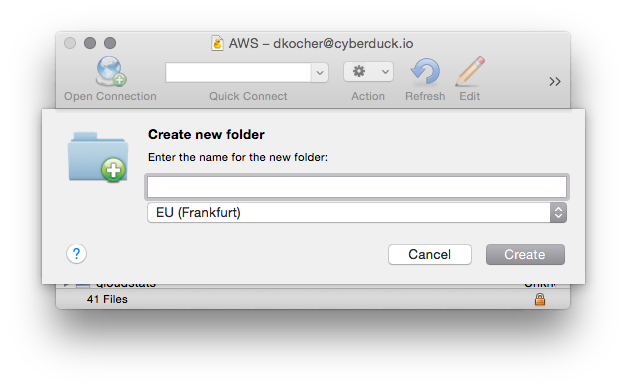 AWS – dkocher@cyberduck.io
Open Connection Quick Connect Action Refresh Edit
Create new folder
Enter the name for the new folder:
EU (Frankfurt)
? Cancel Create
qloudstats
41 Files